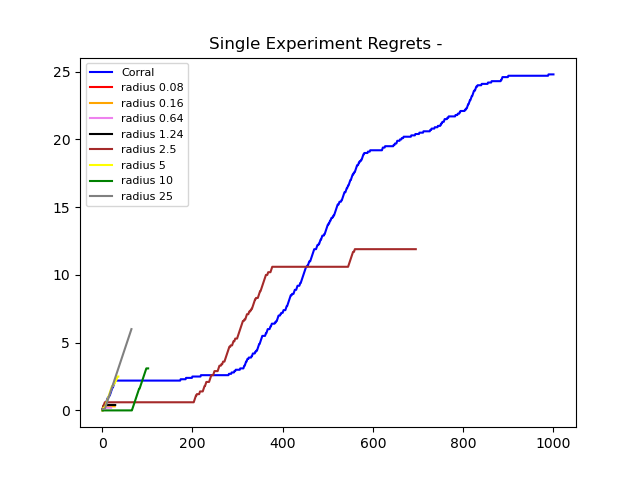 Single Experiment Regrets -
Corral
radius 0.08
radius 0.16
radius 0.64
radius 1.24
radius 2.5
radius 5
radius 10
radius 25
25
20
15
10
5
0
0 200 400 600 800 1000